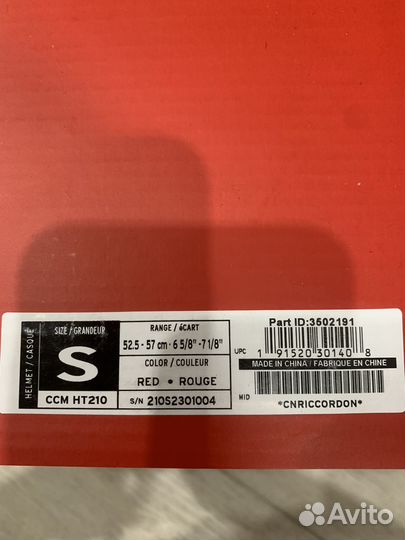 HELMET / CASQUE
SIZE / GRANDEUR
S
CCM HT210
RANGE / éCART
52.5 - 57 cm • 6 5/8" -7 1/8"
COLOR / COULEUR
RED • ROUGE
S/N 210S2301004
Part ID:3502191
UPC 1 91520 30140 8
MADE IN CHINA / FABRIQUE EN CHINE
MID
*CNRICCORDON*
Avito